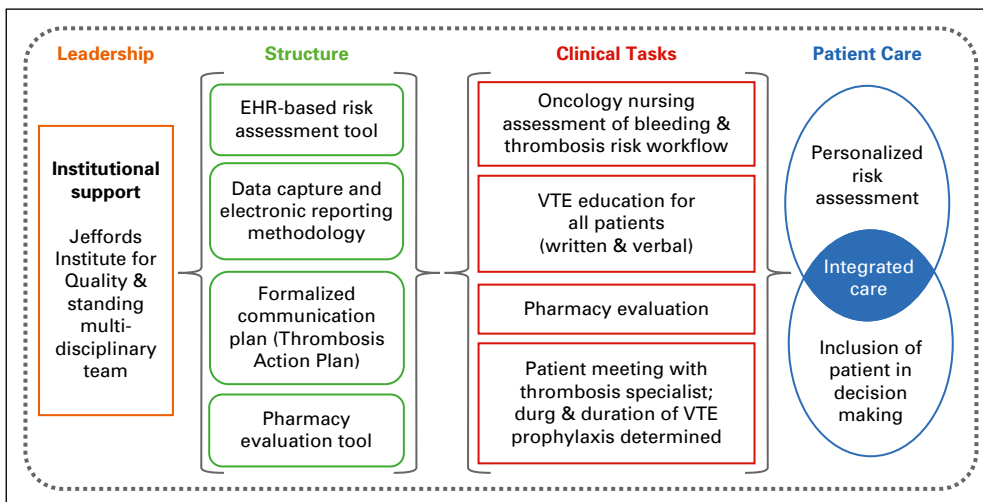 Leadership
Institutional
support
Jeffords
Institute for
Quality &
standing
multi-
disciplinary
team
Structure
EHR-based risk
assessment tool
Data capture and
electronic reporting
methodology
Formalized
communication
plan (Thrombosis
Action Plan)
Pharmacy
evaluation tool
Clinical Tasks
Oncology nursing
assessment of bleeding &
thrombosis risk workflow
VTE education for
all patients
(written & verbal)
Pharmacy evaluation
Patient meeting with
thrombosis specialist;
durg & duration of VTE
prophylaxis determined
Patient Care
Personalized
risk
assessment
Integrated
care
Inclusion of
patient in
decision
making